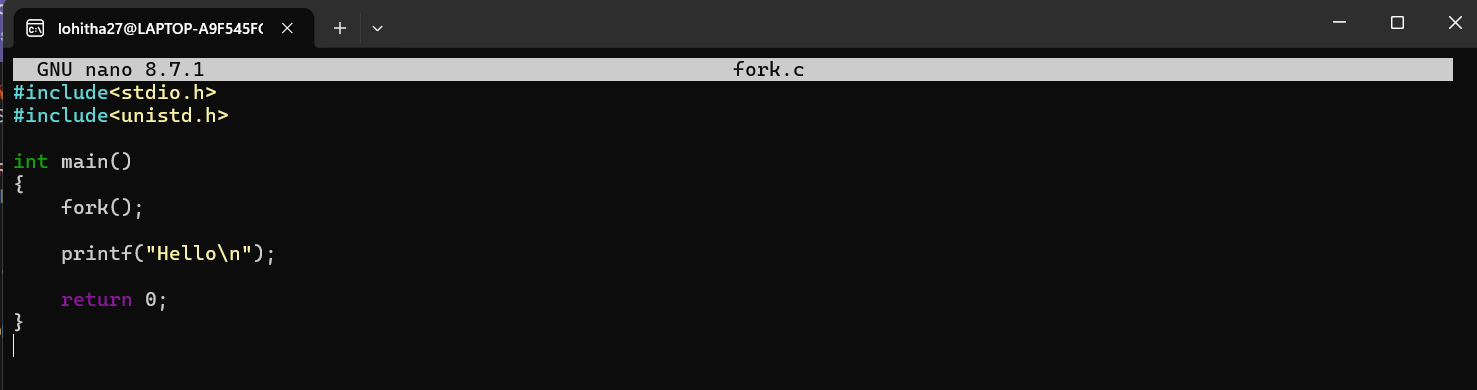 lohitha27@LAPTOP-A9F545F
GNU nano 8.7.1 fork.c
#include<stdio.h>
#include<unistd.h>
int main()
{
    fork();
    printf("Hello\n");
    return 0;
}